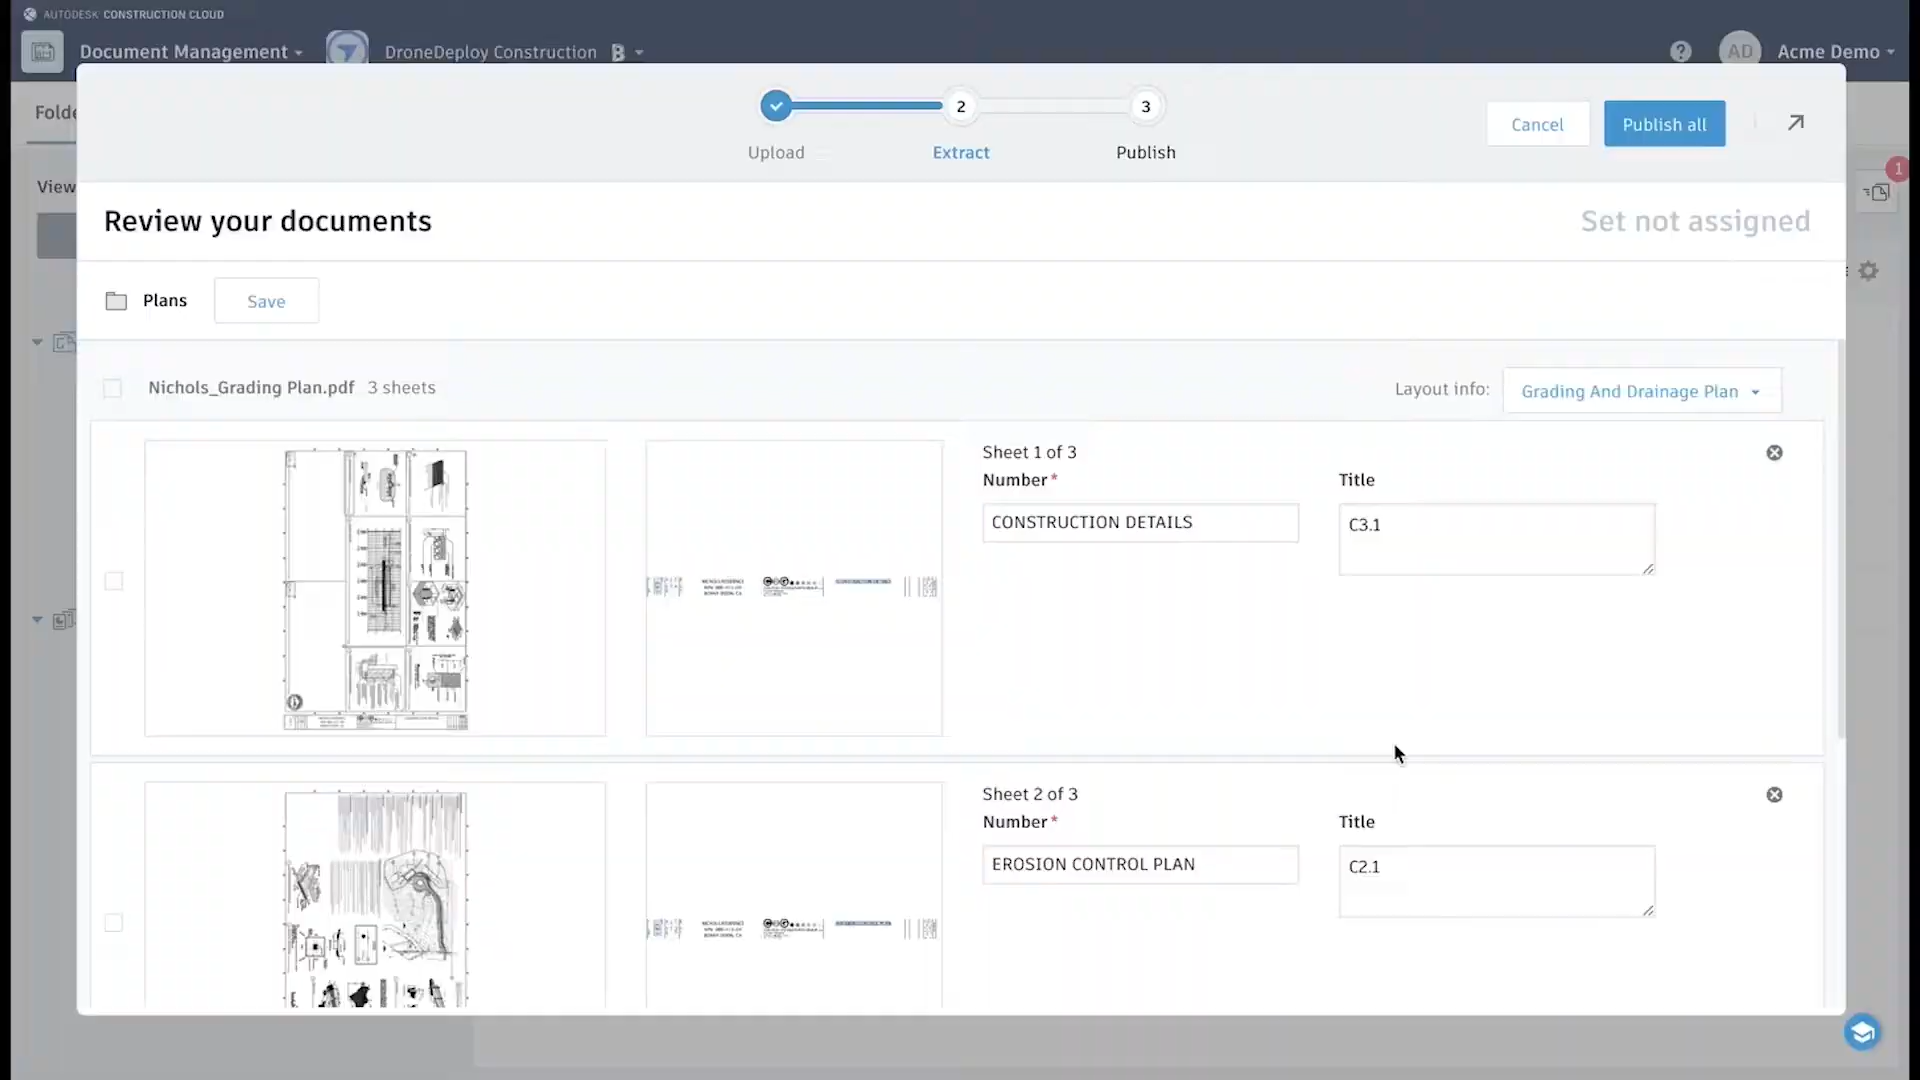 AUTODESK CONSTRUCTION CLOUD
Document Management
DroneDeploy Construction
B
AD
Acme Demo
Folde
2
3
Upload
Extract
Publish
Cancel
Publish all
1
View
Review your documents
Set not assigned
Plans
Save
Nichols_Grading Plan.pdf 3 sheets
Layout info:
Grading And Drainage Plan
Sheet 1 of 3
Number*
Title
CONSTRUCTION DETAILS
C3.1
Sheet 2 of 3
Number*
Title
EROSION CONTROL PLAN
C2.1